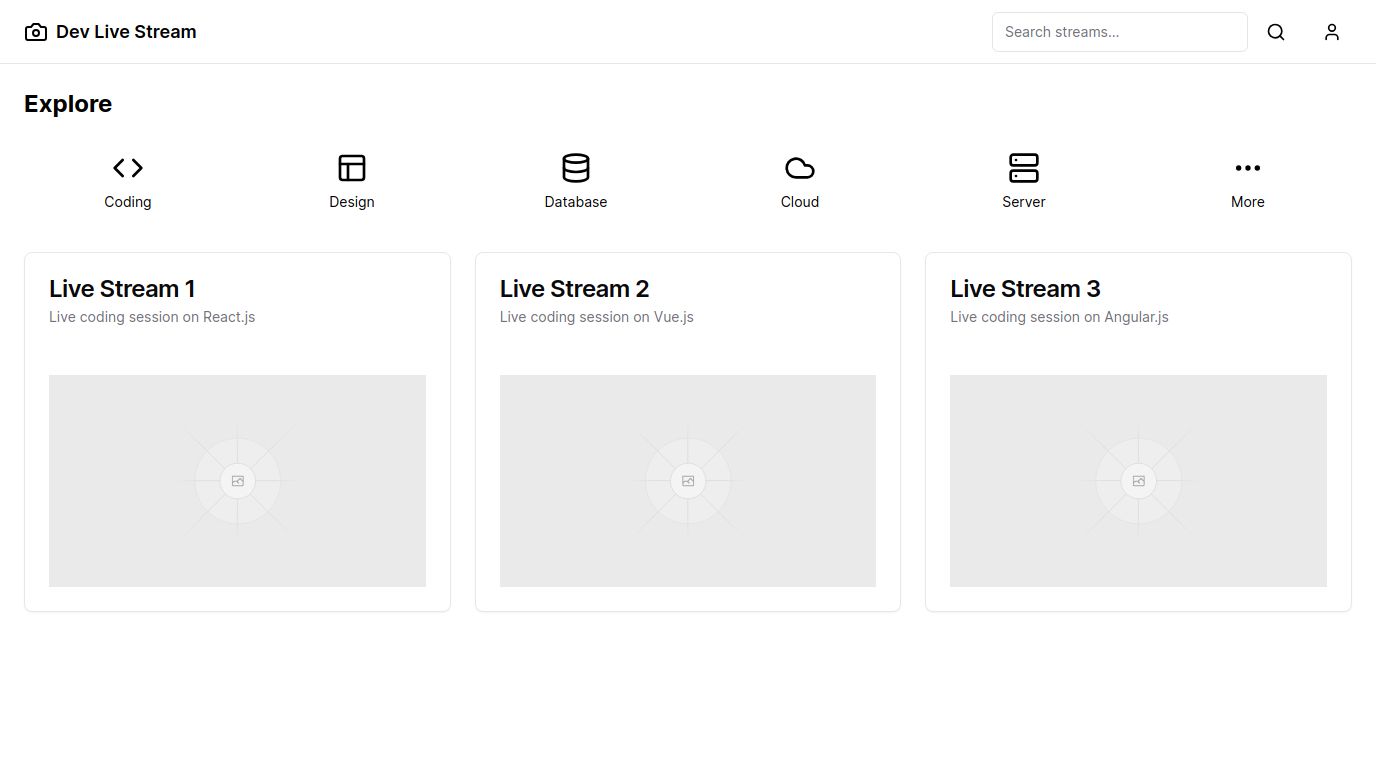 Dev Live Stream
Search streams...
Explore
Coding
Design
Database
Cloud
Server
More
Live Stream 1
Live coding session on React.js
Live Stream 2
Live coding session on Vue.js
Live Stream 3
Live coding session on Angular.js